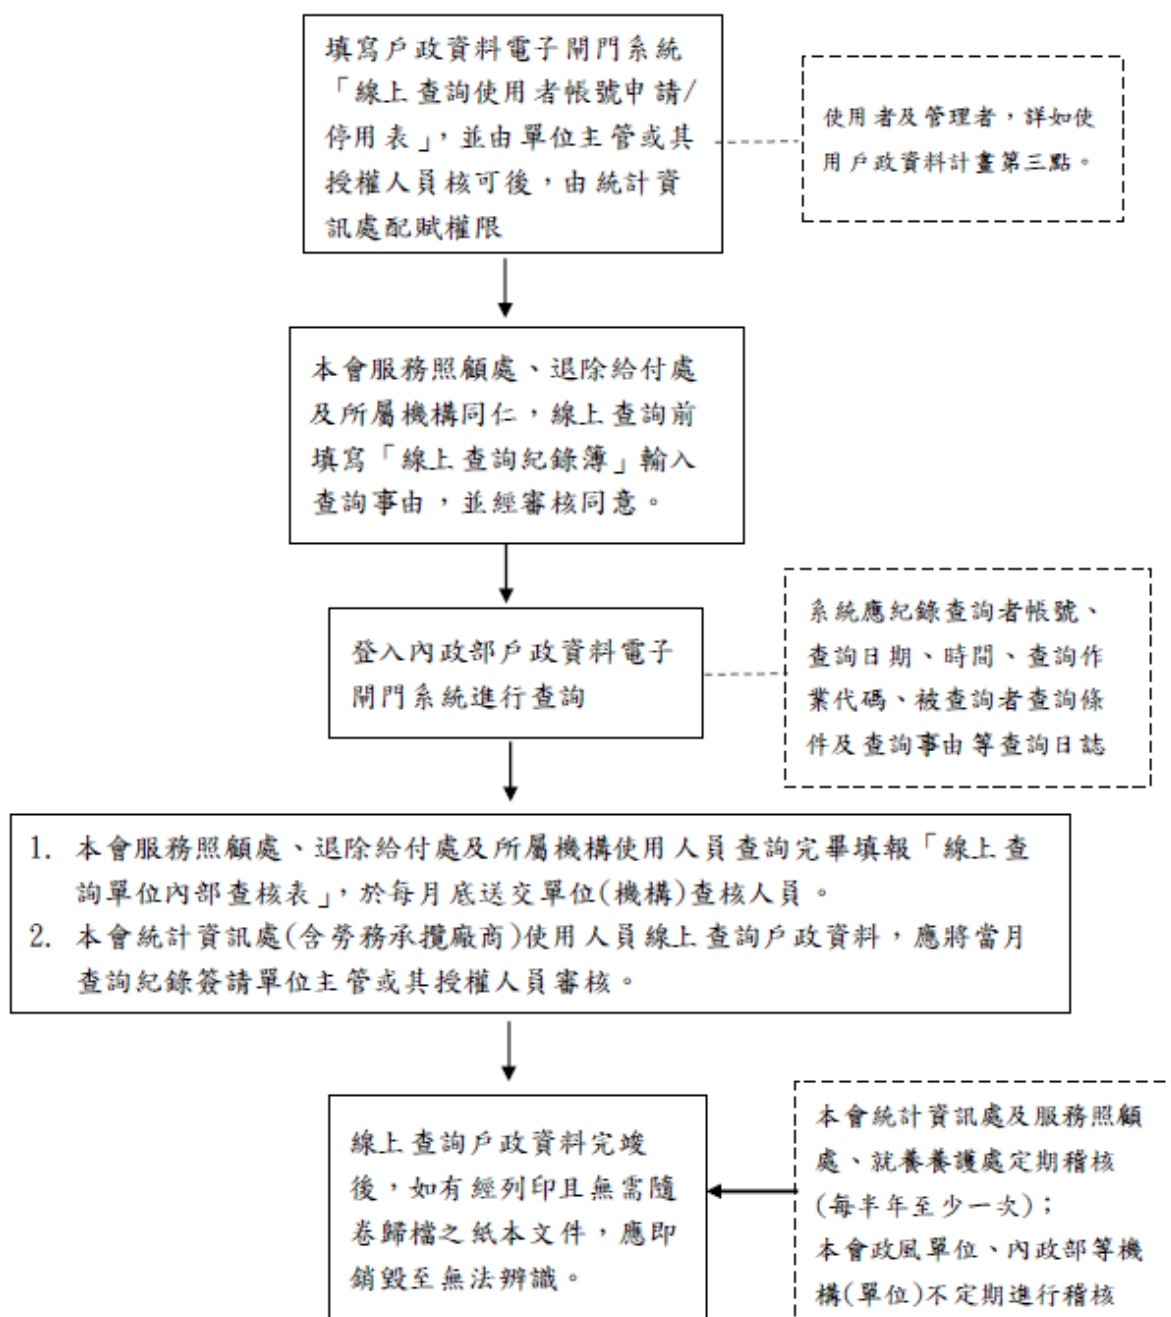 填寫戶政資料電子閘門系統
「線上查詢使用者帳號申請/
停用表」，並由單位主管或其
授權人員核可後，由統計資
訊處配賦權限
使用者及管理者，詳如使
用戶政資料計畫第三點。
本會服務照顧處、退除給付處
及所屬機構同仁，線上查詢前
填寫「線上查詢紀錄簿」輸入
查詢事由，並經審核同意。
登入內政部戶政資料電子
閘門系統進行查詢
系統應紀錄查詢者帳號、
查詢日期、時間、查詢作
業代碼、被查詢者查詢條
件及查詢事由等查詢日誌
1. 本會服務照顧處、退除給付處及所屬機構使用人員查詢完畢填報「線上查
詢單位內部查核表」，於每月底送交單位(機構)查核人員。
2. 本會統計資訊處(含勞務承攬廠商)使用人員線上查詢戶政資料，應將當月
查詢紀錄簽請單位主管或其授權人員審核。
線上查詢戶政資料完竣
後，如有經列印且無需隨
卷歸檔之紙本文件，應即
銷毀至無法辨識。
本會統計資訊處及服務照顧
處、就養養護處定期稽核
(每半年至少一次)；
本會政風單位、內政部等機
構(單位)不定期進行稽核